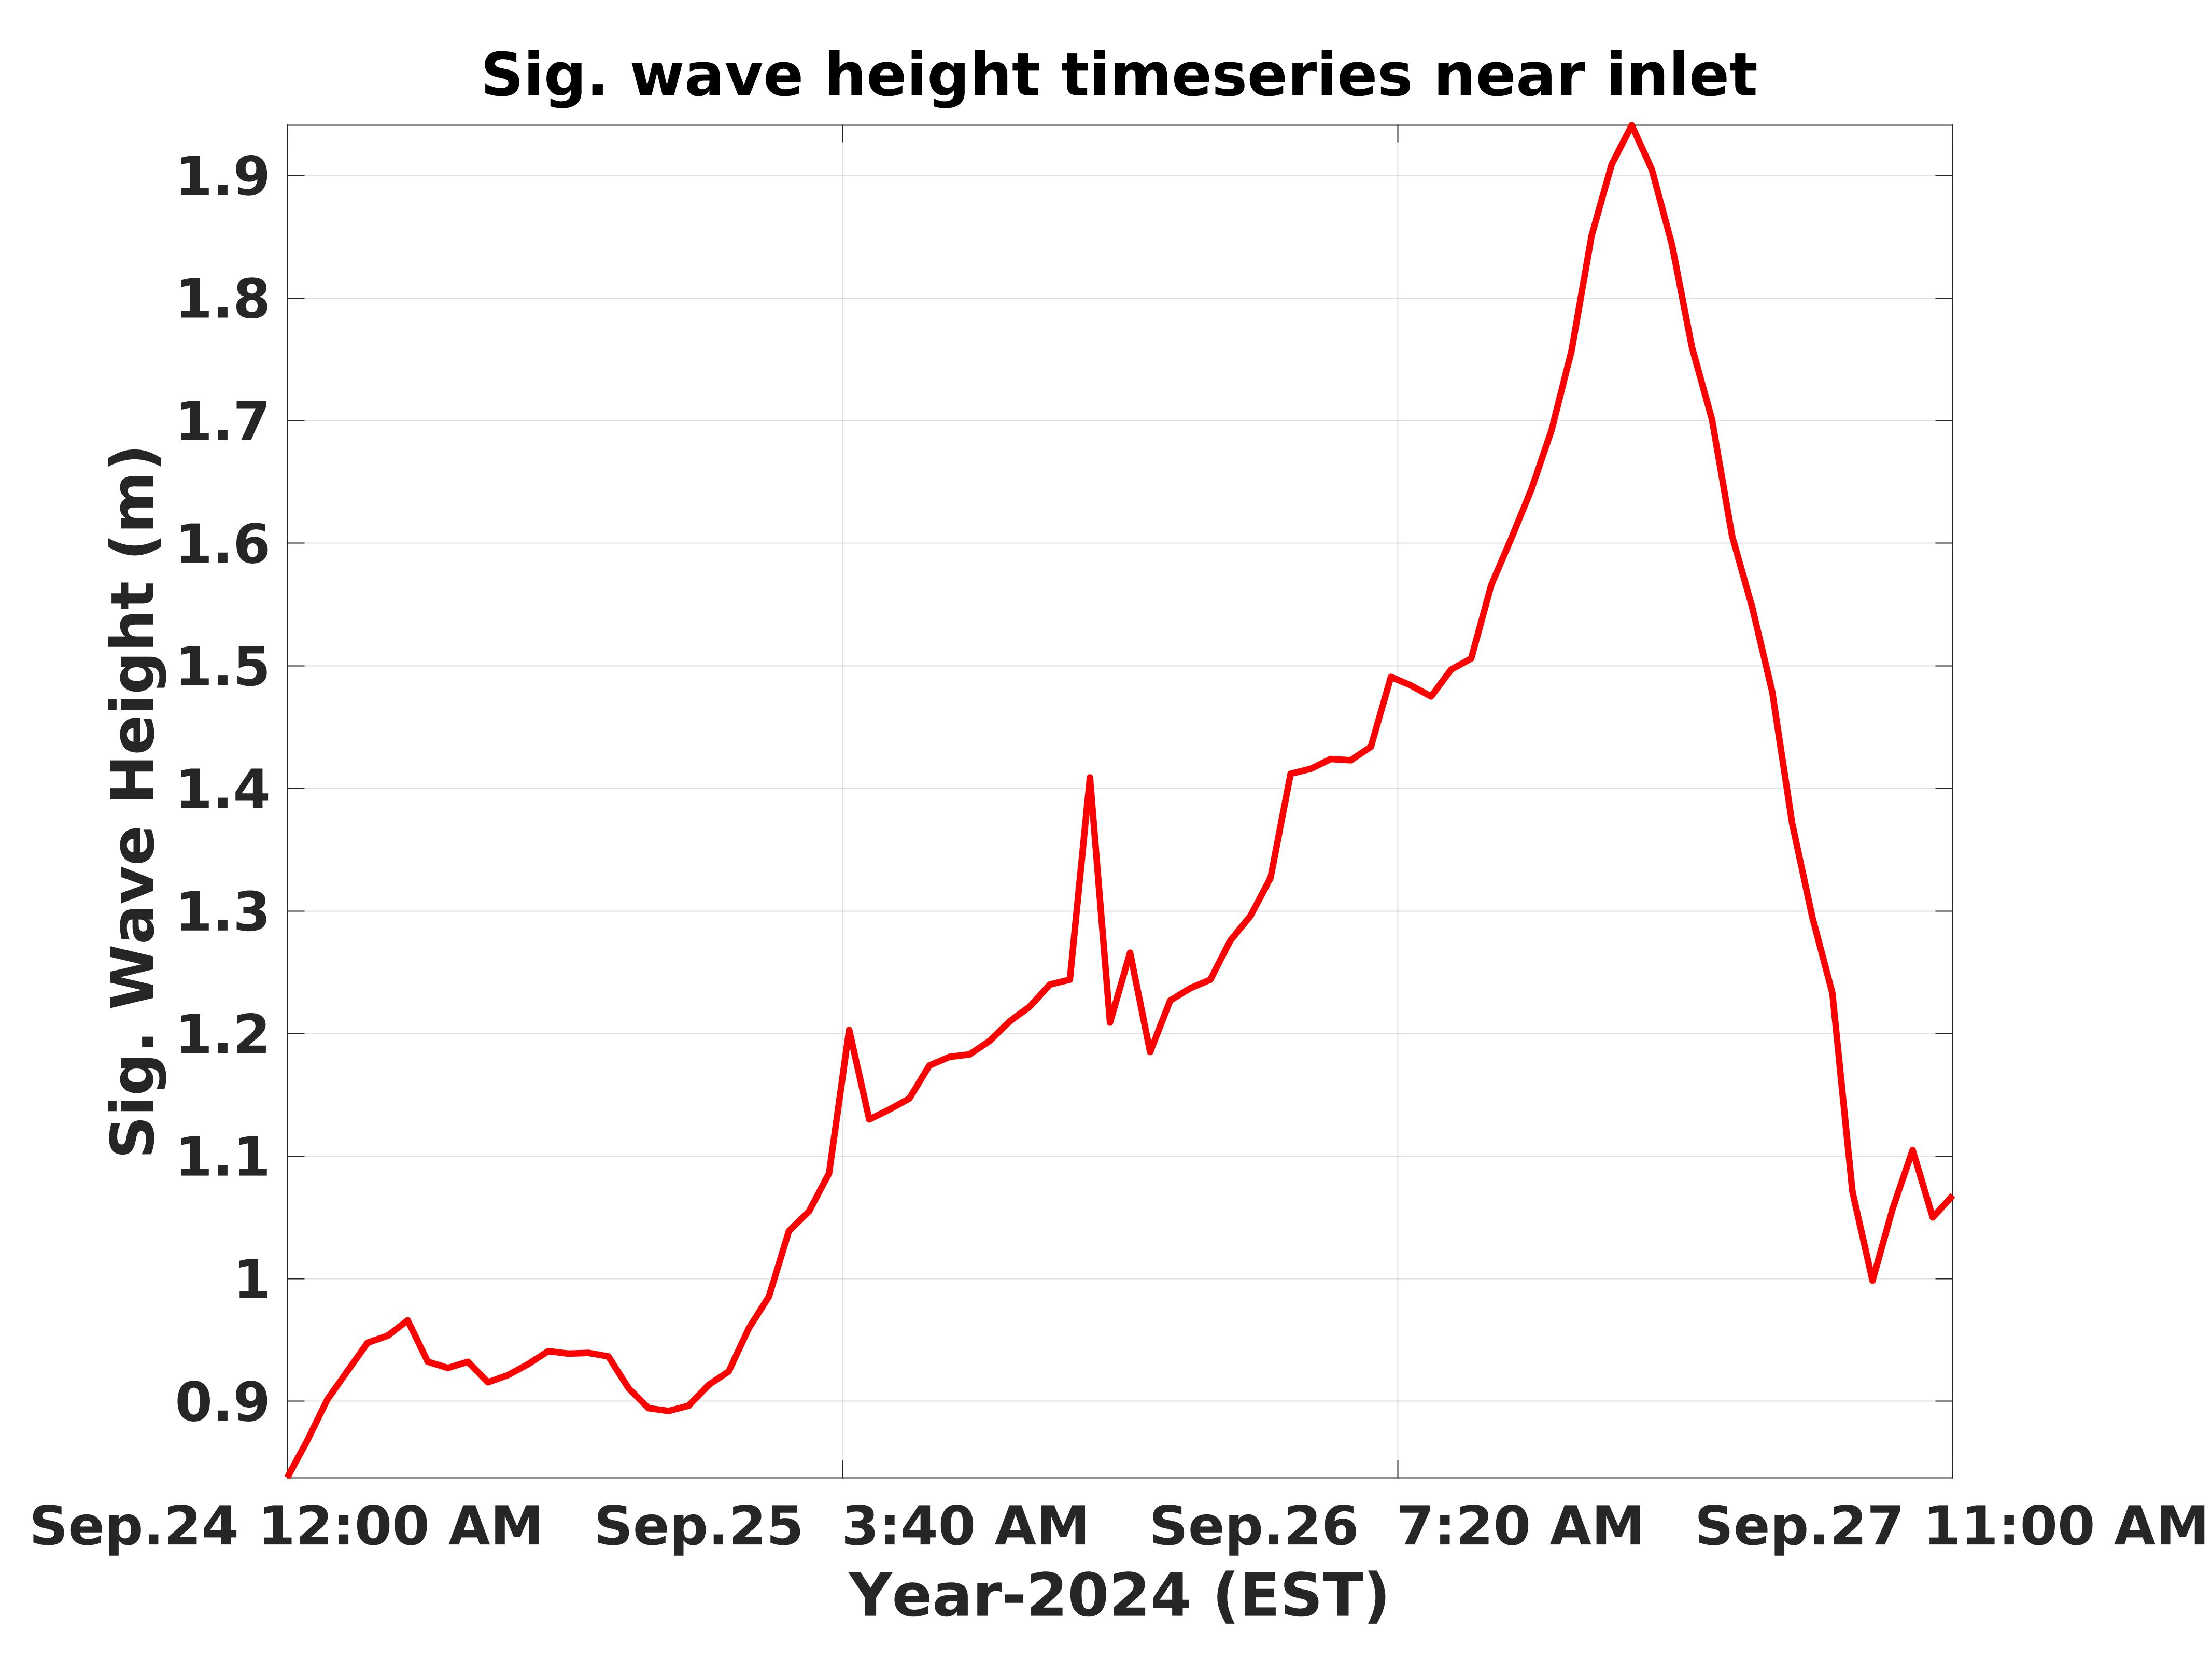 Sig. wave height timeseries near inlet
Sig. Wave Height (m)
1.9
1.8
1.7
1.6
1.5
1.4
1.3
1.2
1.1
1
0.9
Sep.24 12:00 AM Sep.25 3:40 AM Sep.26 7:20 AM Sep.27 11:00 AM
Year-2024 (EST)